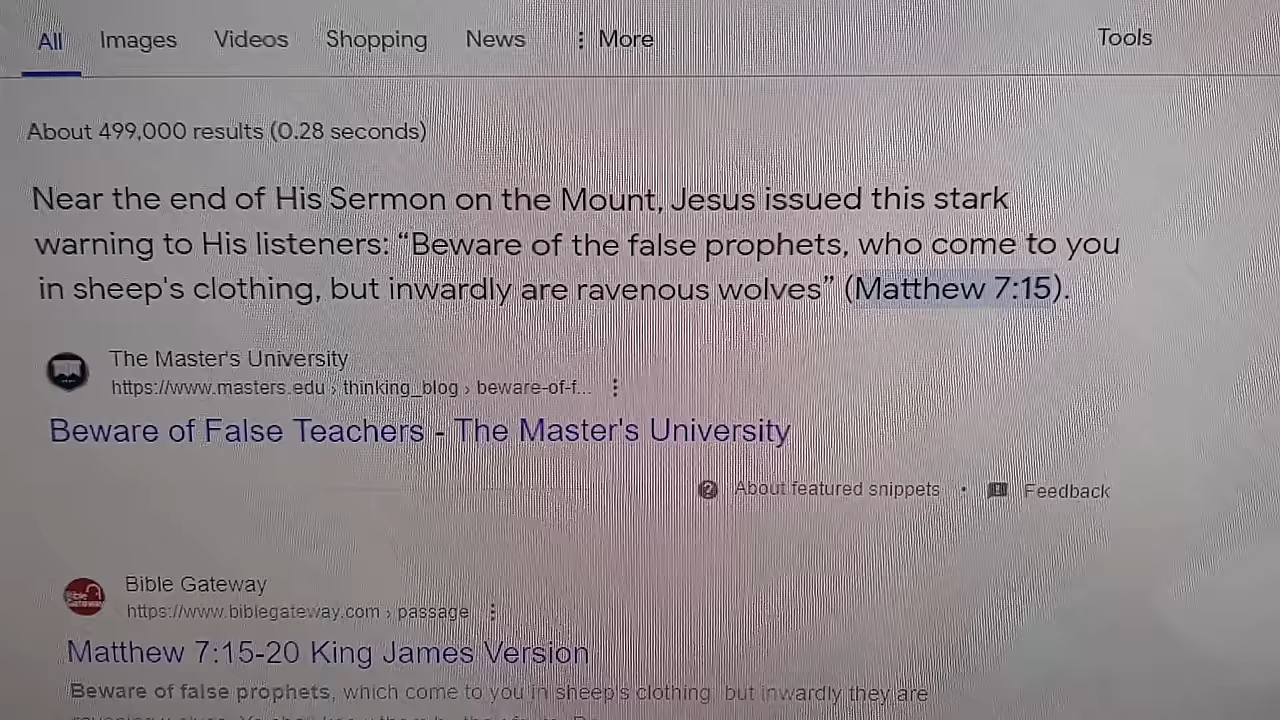 All Images Videos Shopping News More Tools
About 499,000 results (0.28 seconds)
Near the end of His Sermon on the Mount, Jesus issued this stark
warning to His listeners: “Beware of the false prophets, who come to you
in sheep's clothing, but inwardly are ravenous wolves” (Matthew 7:15).
The Master's University
https://www.masters.edu › thinking_blog › beware-of-f...
Beware of False Teachers - The Master's University
About featured snippets • Feedback
Bible Gateway
https://www.biblegateway.com › passage
Matthew 7:15-20 King James Version
Beware of false prophets, which come to you in sheep's clothing, but inwardly they are